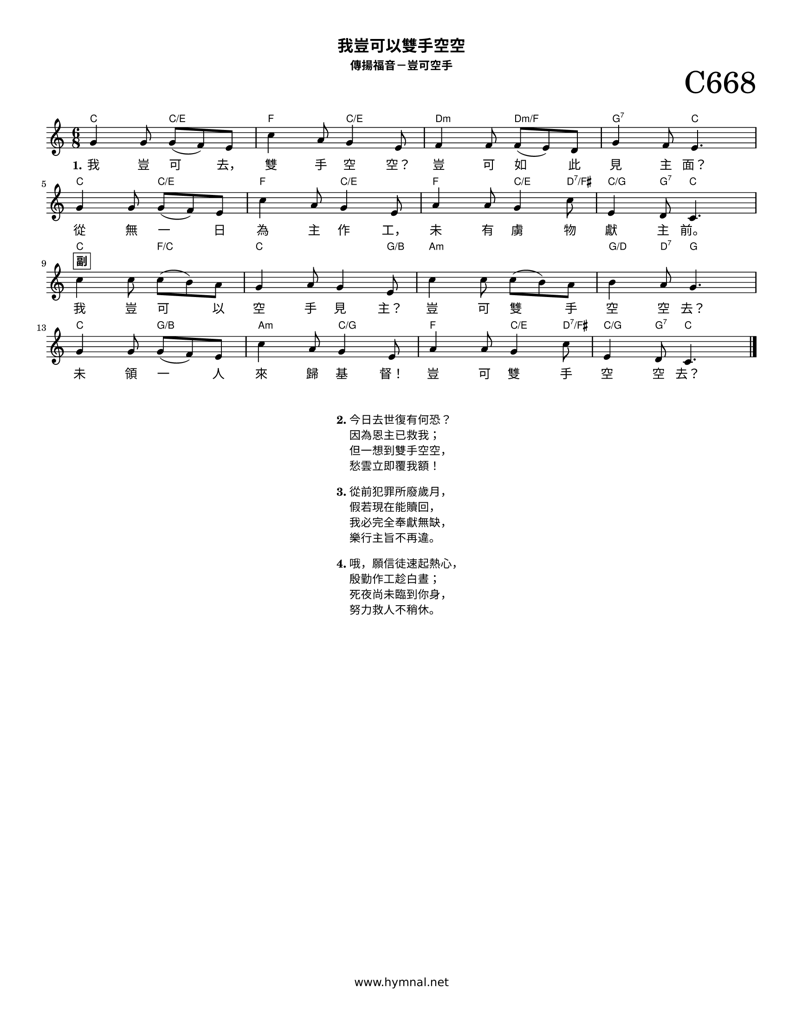 我豈可以雙手空空
傳揚福音－豈可空手
C668
C C/E F C/E Dm Dm/F G7 C
1. 我 豈 可 去， 雙 手 空 空？ 豈 可 如 此 見 主 面？
5 C C/E F C/E F C/E D7/F♯ C/G G7 C
從 無 一 日 為 主 作 工， 未 有 虜 物 獻 主 前。
C F/C C G/B Am G/D D7 G
9 副
我 豈 可 以 空 手 見 主？ 豈 可 雙 手 空 空 去？
13 C G/B Am C/G F C/E D7/F♯ C/G G7 C
未 領 一 人 來 歸 基 督！ 豈 可 雙 手 空 空 去？
2. 今日去世復有何恐？
因為恩主已救我；
但一想到雙手空空，
愁雲立即覆我額！
3. 從前犯罪所廢歲月，
假若現在能贖回，
我必完全奉獻無缺，
樂行主旨不再違。
4. 哦，願信徒速起熱心，
殷勤作工趁白晝；
死夜尚未臨到你身，
努力救人不稍休。
www.hymnal.net